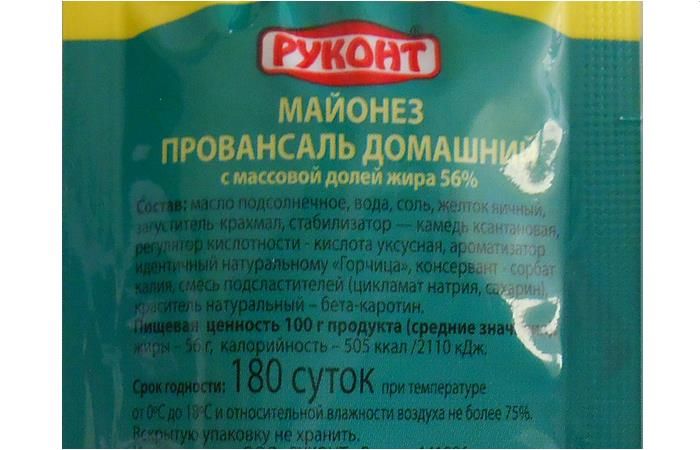 РУКОНТ
МАЙОНЕЗ
ПРОВАНСАЛЬ ДОМАШНИЙ
с массовой долей жира 56%
Состав: масло подсолнечное, вода, соль, желток яичный,
загуститель-крахмал, стабилизатор — камедь ксантановая,
регулятор кислотности - кислота уксусная, ароматизатор
идентичный натуральному «Горчица», консервант - сорбат
калия, смесь подсластителей (цикламат натрия, сахарин),
краситель натуральный – бета-каротин.
Пищевая ценность 100 г продукта (средние
жиры – 56 г, калорийность – 505 ккал /2110 кДж.
Срок годности: 180 суток при температуре
от 0°С до 18°С и относительной влажности воздуха не более 75%.
Вскрытую упаковку не хранить.